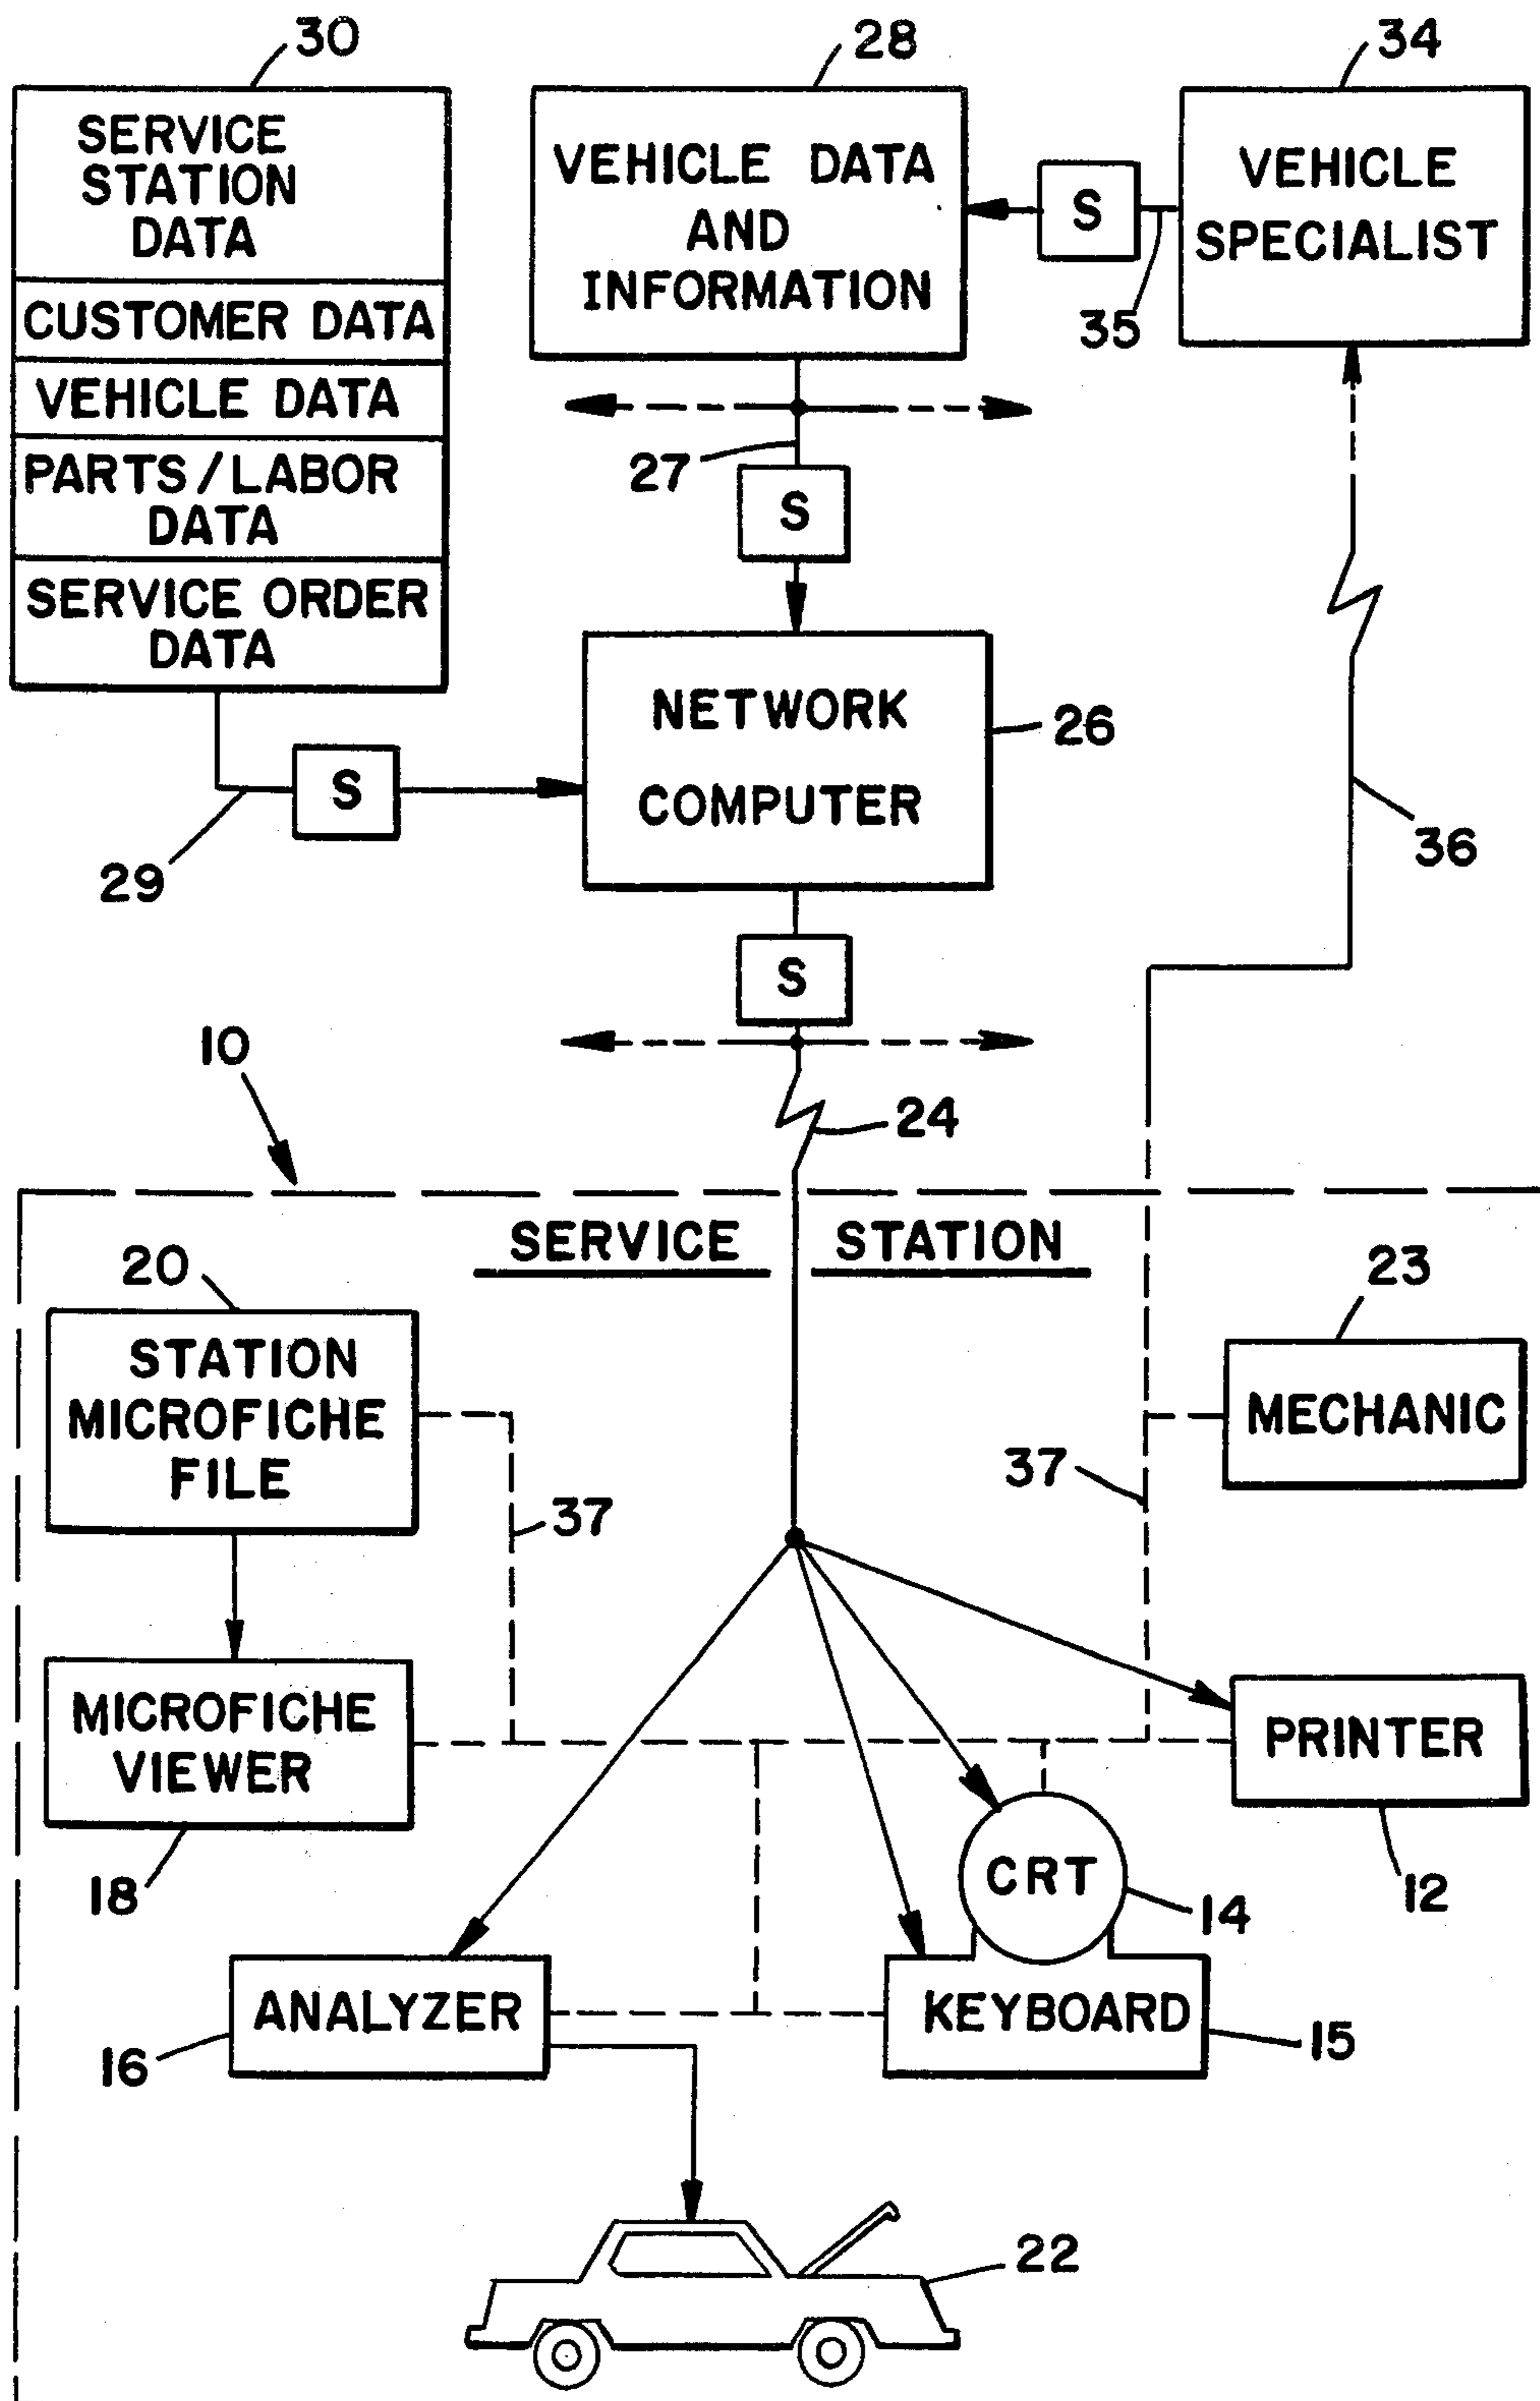 30
28
34
SERVICE
STATION
DATA
CUSTOMER DATA
VEHICLE DATA
PARTS/LABOR
DATA
SERVICE ORDER
DATA
VEHICLE DATA
AND
INFORMATION
S
35
VEHICLE
SPECIALIST
27
S
NETWORK
COMPUTER
26
S
29
36
S
10
24
SERVICE STATION
20
STATION
MICROFICHE
FILE
37
23
MECHANIC
37
MICROFICHE
VIEWER
18
PRINTER
12
CRT
14
ANALYZER
16
KEYBOARD
15
22